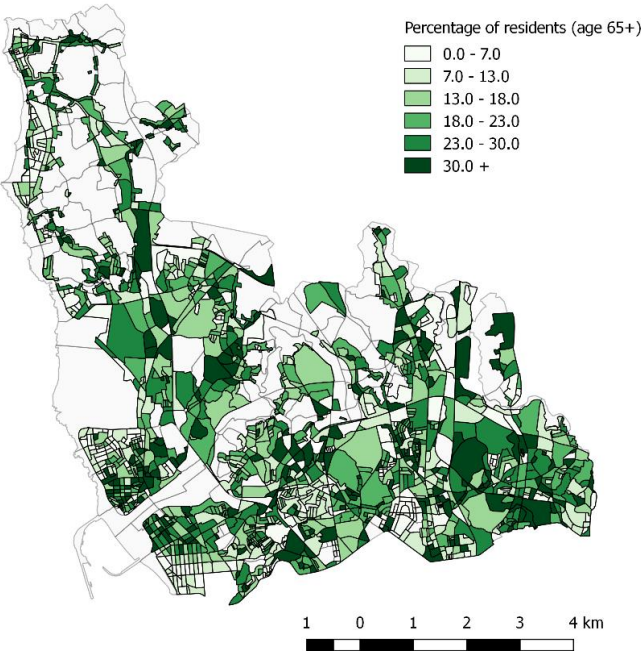 Percentage of residents (age 65+)
0.0 - 7.0
7.0 - 13.0
13.0 - 18.0
18.0 - 23.0
23.0 - 30.0
30.0 +
1 0 1 2 3 4 km